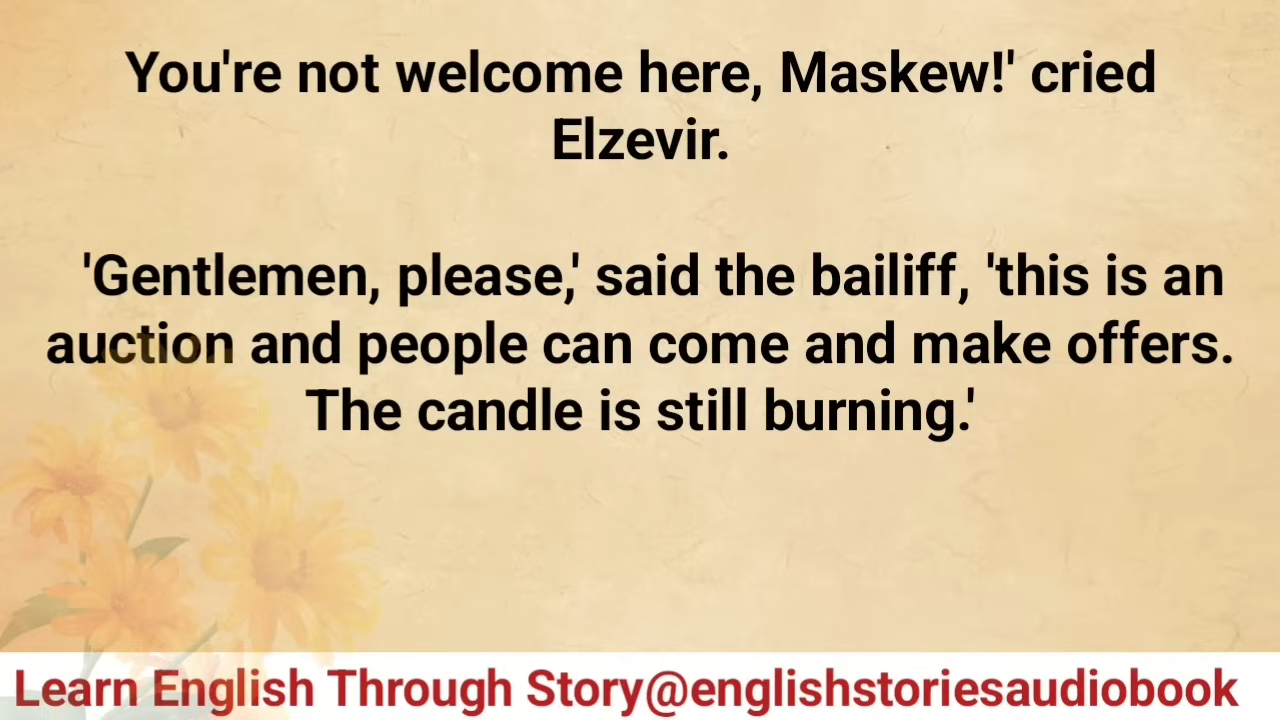 You're not welcome here, Maskew!' cried
Elzevir.
'Gentlemen, please,' said the bailiff, 'this is an
auction and people can come and make offers.
The candle is still burning.'
Learn English Through Story@englishstoriesaudiobook